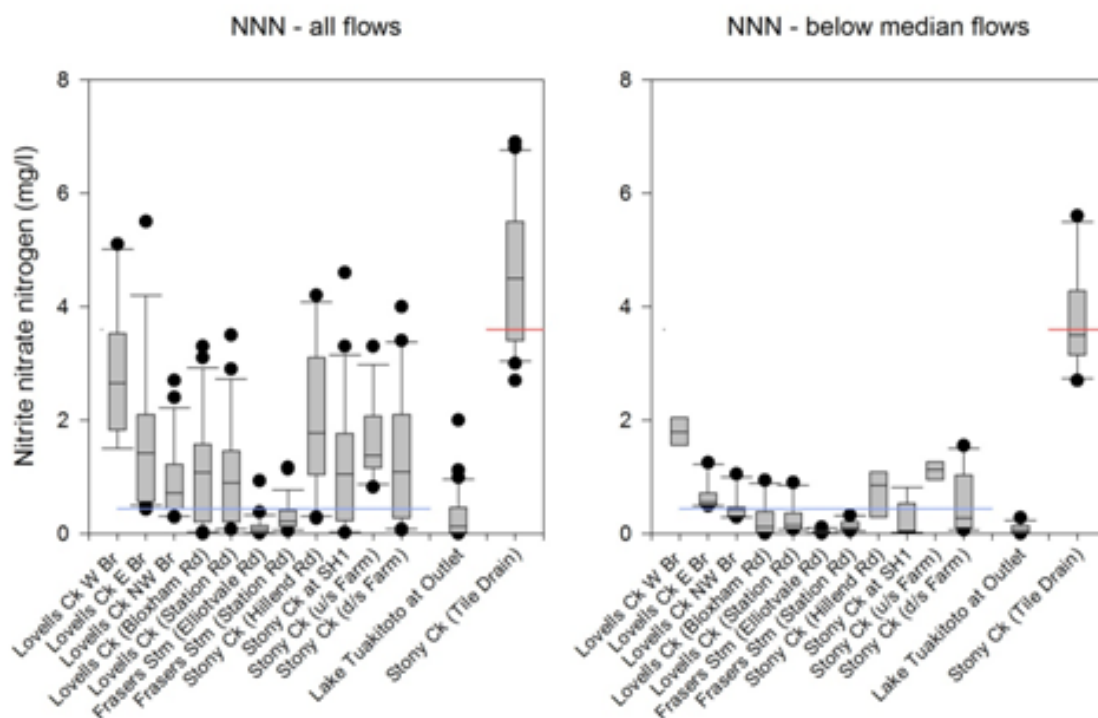 NNN - all flows
Nitrite nitrate nitrogen (mg/l)
8
6
4
2
0
Lovells Ck W Br
Lovells Ck E Br
Lovells Ck NW Br
Lovells Ck (Bloxham Rd)
Lovells Ck (Station Rd)
Frasers Stm (Elliotvale Rd)
Frasers Stm (Station Rd)
Stony Ck (Hillend Rd)
Stony Ck at SH1
Stony Ck (u/s Farm)
Stony Ck (d/s Farm)
Lake Tuakitoto at Outlet
Stony Ck (Tile Drain)
NNN - below median flows
8
6
4
2
0
Lovells Ck W Br
Lovells Ck E Br
Lovells Ck NW Br
Lovells Ck (Bloxham Rd)
Lovells Ck (Station Rd)
Frasers Stm (Elliotvale Rd)
Frasers Stm (Station Rd)
Stony Ck (Hillend Rd)
Stony Ck at SH1
Stony Ck (u/s Farm)
Stony Ck (d/s Farm)
Lake Tuakitoto at Outlet
Stony Ck (Tile Drain)